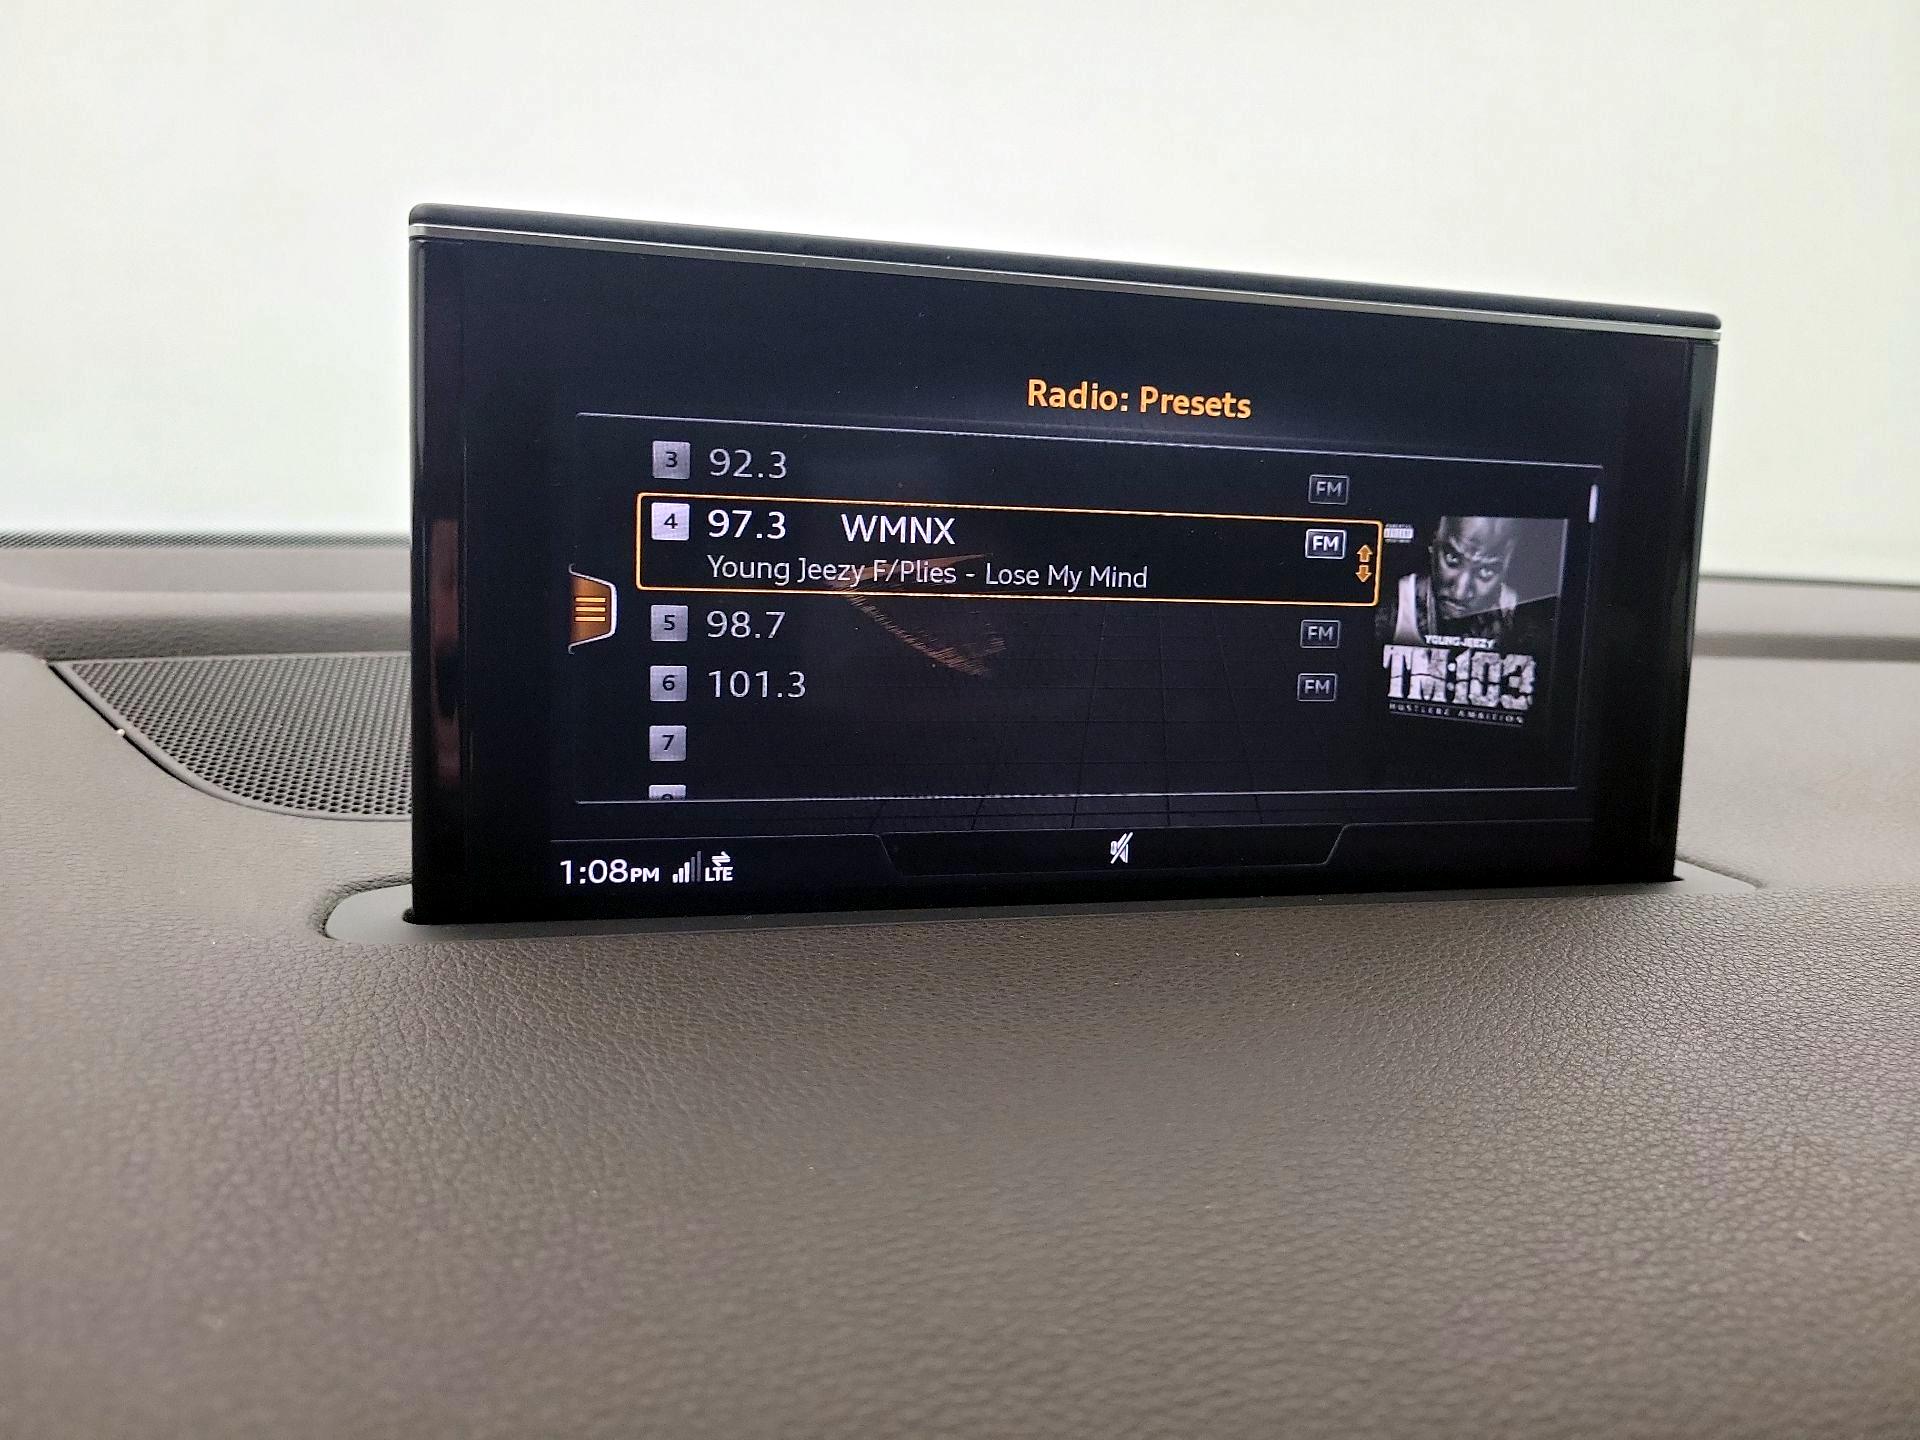 Radio: Presets
3 92.3 FM
4 97.3 WMNX FM
Young Jeezy F/Plies - Lose My Mind
5 98.7 FM
6 101.3 FM
7
YOUNG JEEZY
TM:103
HUSTLERZ AMBITION
1:08PM LTE